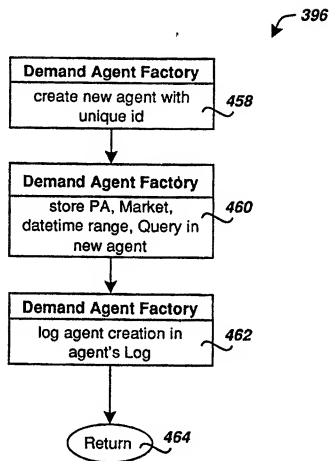 396
Demand Agent Factory
create new agent with
unique id
458
Demand Agent Factory
store PA, Market,
datetime range, Query in
new agent
460
Demand Agent Factory
log agent creation in
agent's Log
462
Return
464